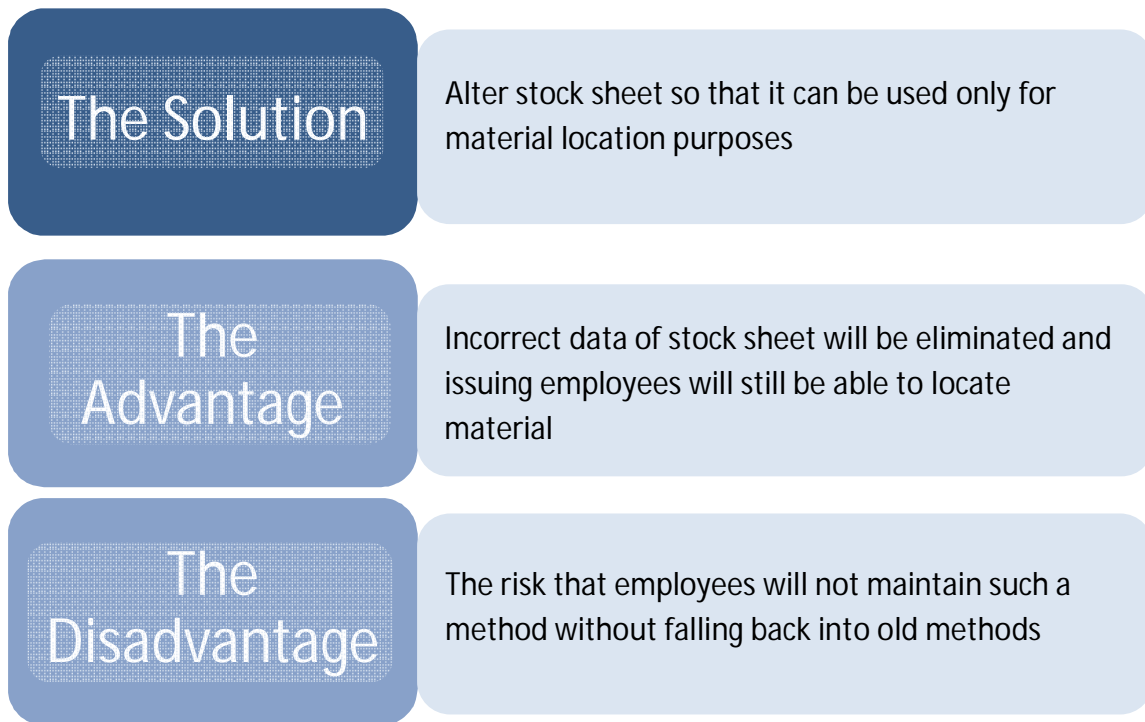 The Solution
Alter stock sheet so that it can be used only for
material location purposes
The
Advantage
Incorrect data of stock sheet will be eliminated and
issuing employees will still be able to locate
material
The
Disadvantage
The risk that employees will not maintain such a
method without falling back into old methods